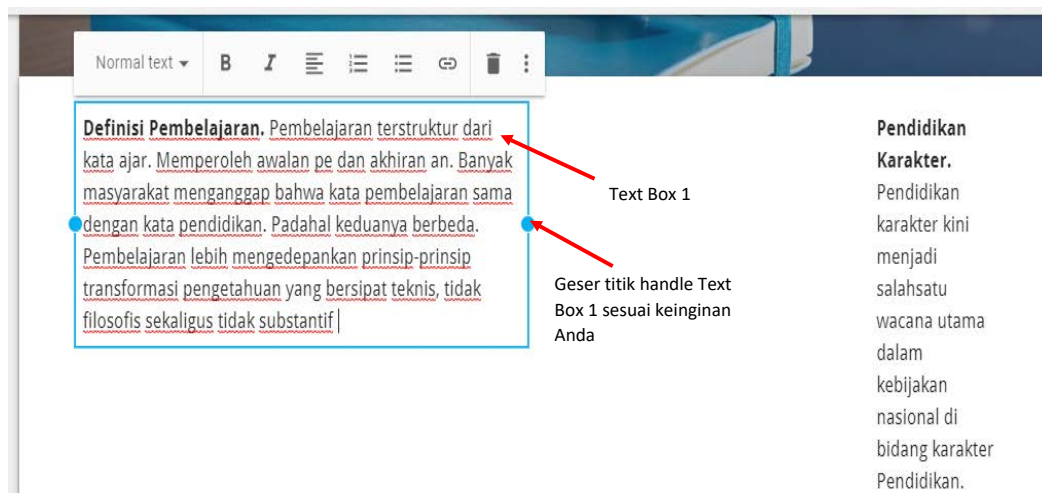 Normal text
B
I
Definisi Pembelajaran. Pembelajaran terstruktur dari
kata ajar. Memperoleh awalan pe dan akhiran an. Banyak
masyarakat menganggap bahwa kata pembelajaran sama
dengan kata pendidikan. Padahal keduanya berbeda.
Pembelajaran lebih mengedepankan prinsip-prinsip
transformasi pengetahuan yang bersipat teknis, tidak
filosofis sekaligus tidak substantif
Text Box 1
Geser titik handle Text
Box 1 sesuai keinginan
Anda
Pendidikan
Karakter.
Pendidikan
karakter kini
menjadi
salahsatu
wacana utama
dalam
kebijakan
nasional di
bidang karakter
Pendidikan.